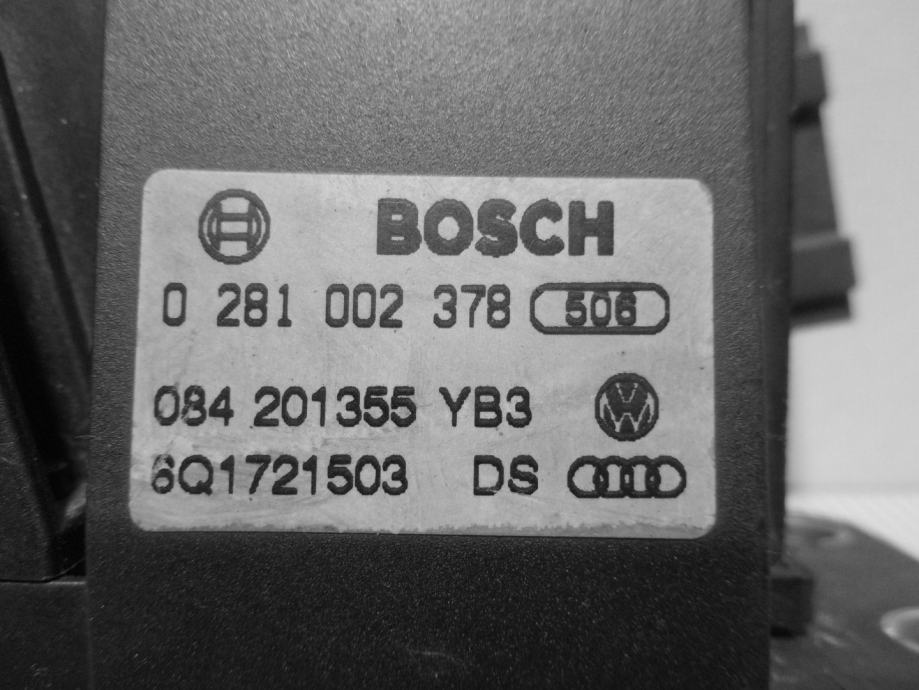 BOSCH
0 281 002 378 506
084 201355 YB3
6Q1721503 DS